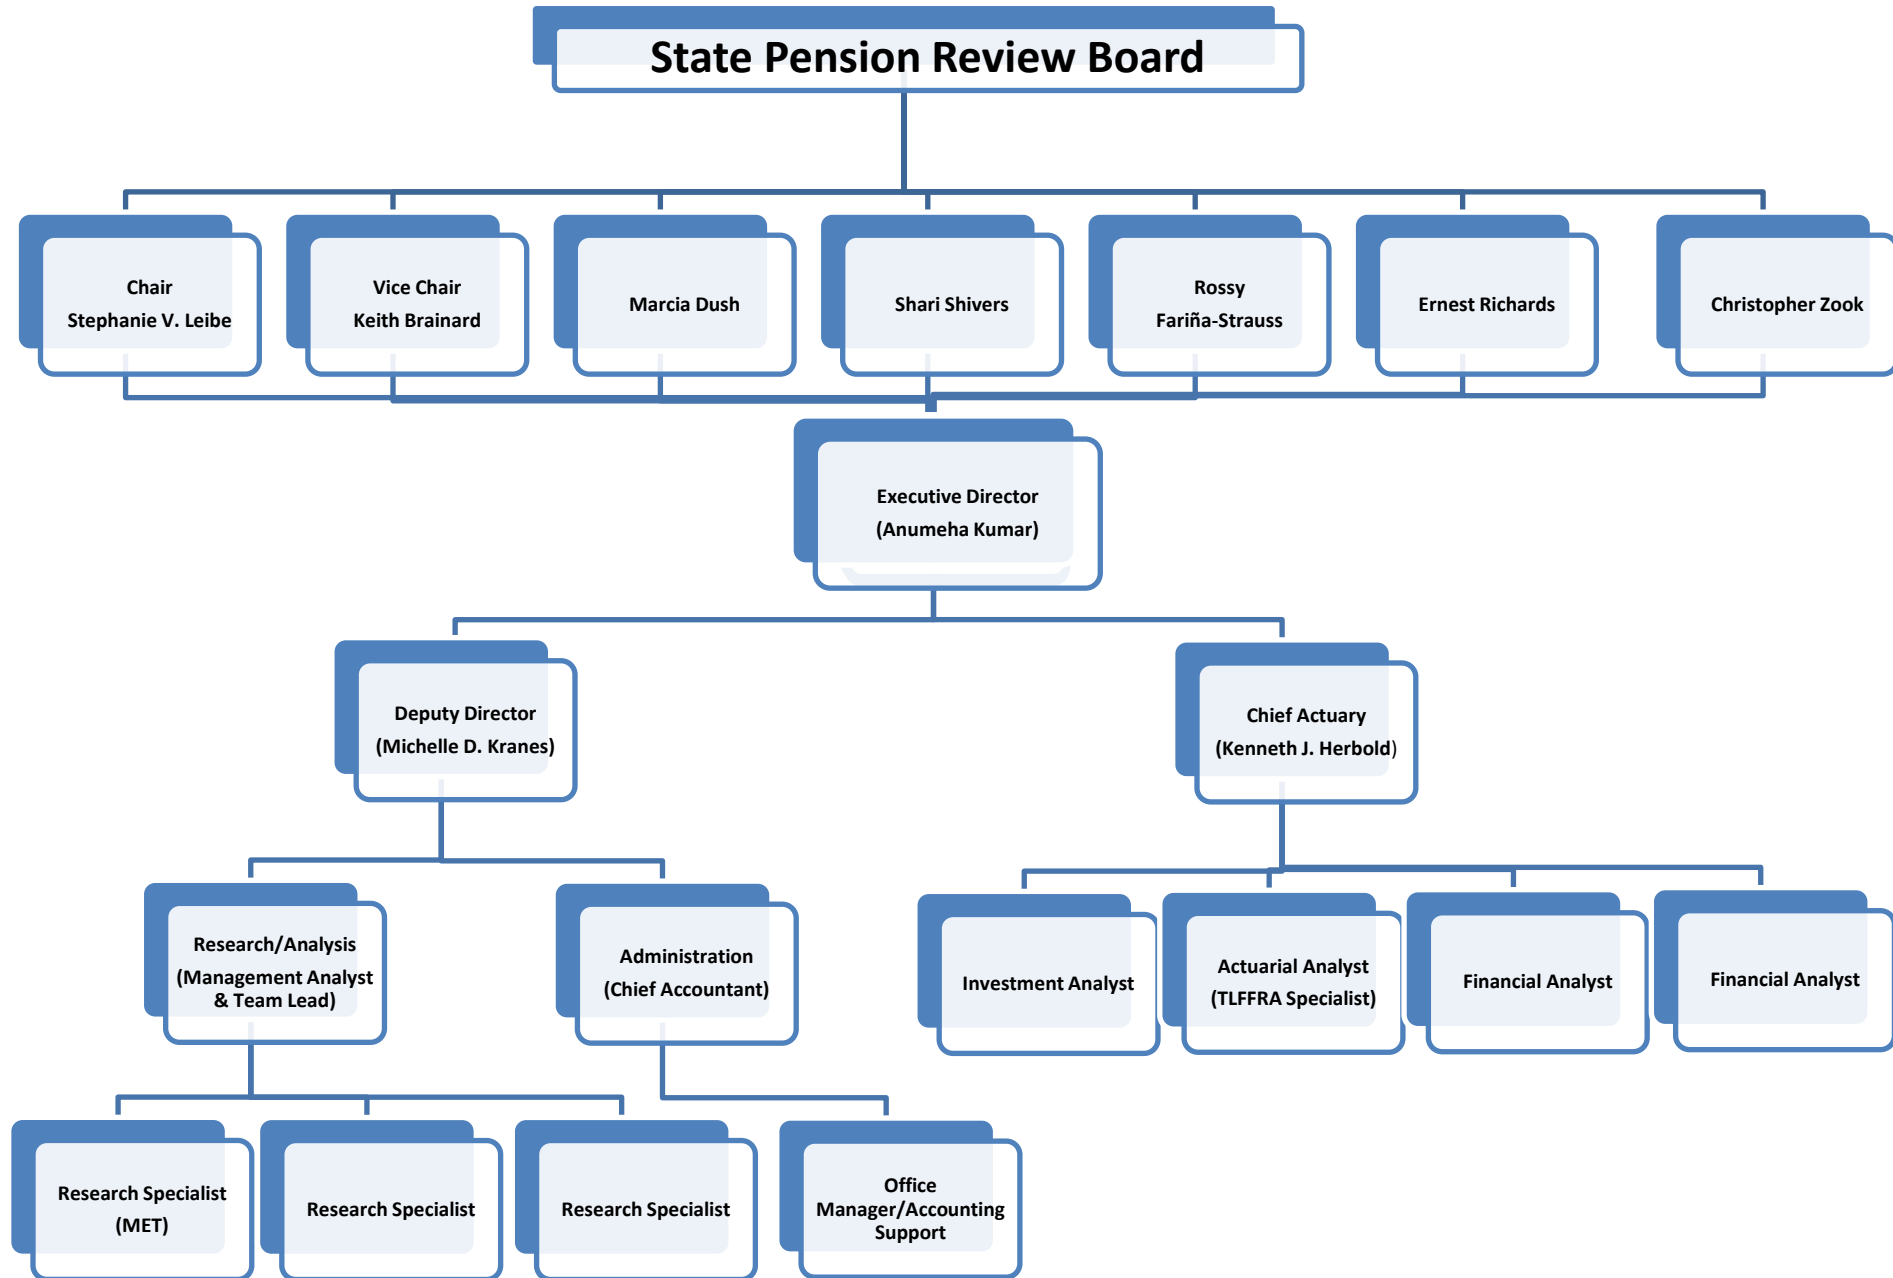 State Pension Review Board
Chair
Stephanie V. Leibe
Vice Chair
Keith Brainard
Marcia Dush
Shari Shivers
Rossy
Fariña-Strauss
Ernest Richards
Christopher Zook
Executive Director
(Anumeha Kumar)
Deputy Director
(Michelle D. Kranes)
Chief Actuary
(Kenneth J. Herbold)
Research/Analysis
(Management Analyst
& Team Lead)
Administration
(Chief Accountant)
Investment Analyst
Actuarial Analyst
(TLFFRA Specialist)
Financial Analyst
Financial Analyst
Research Specialist
(MET)
Research Specialist
Research Specialist
Office
Manager/Accounting
Support